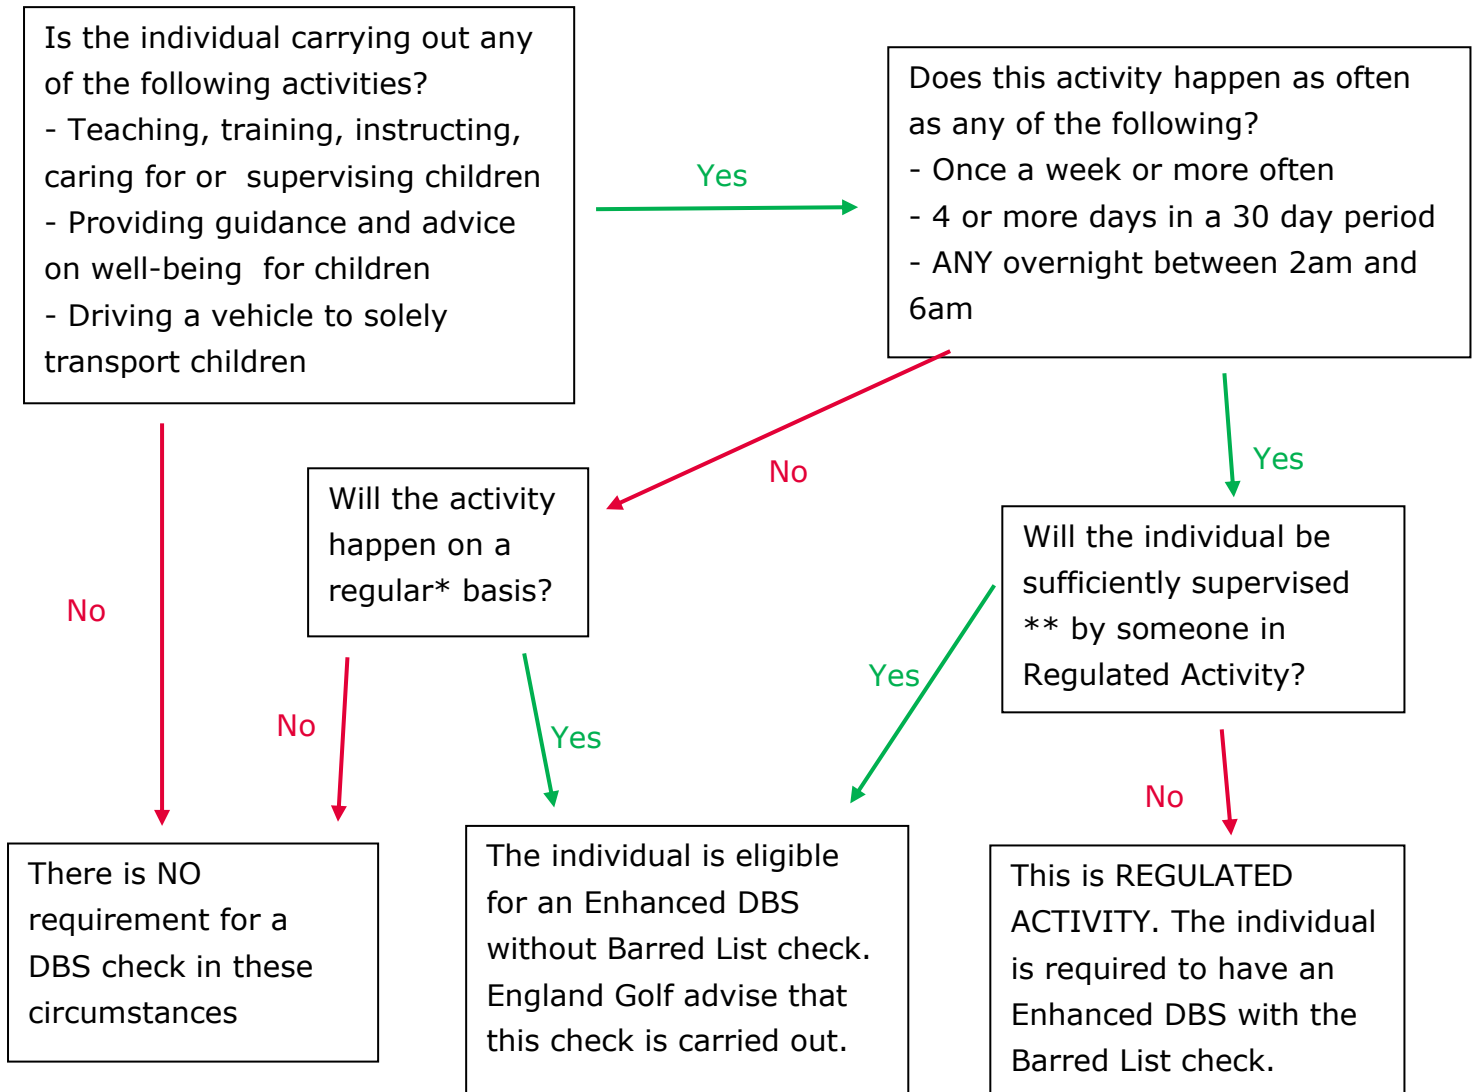 Is the individual carrying out any
of the following activities?
- Teaching, training, instructing,
caring for or  supervising children
- Providing guidance and advice
on well-being  for children
- Driving a vehicle to solely
transport children
Yes
Does this activity happen as often
as any of the following?
- Once a week or more often
- 4 or more days in a 30 day period
- ANY overnight between 2am and
6am
No
No
Yes
Will the activity
happen on a
regular* basis?
Will the individual be
sufficiently supervised
** by someone in
Regulated Activity?
No
Yes
Yes
No
There is NO
requirement for a
DBS check in these
circumstances
The individual is eligible
for an Enhanced DBS
without Barred List check.
England Golf advise that
this check is carried out.
This is REGULATED
ACTIVITY. The individual
is required to have an
Enhanced DBS with the
Barred List check.